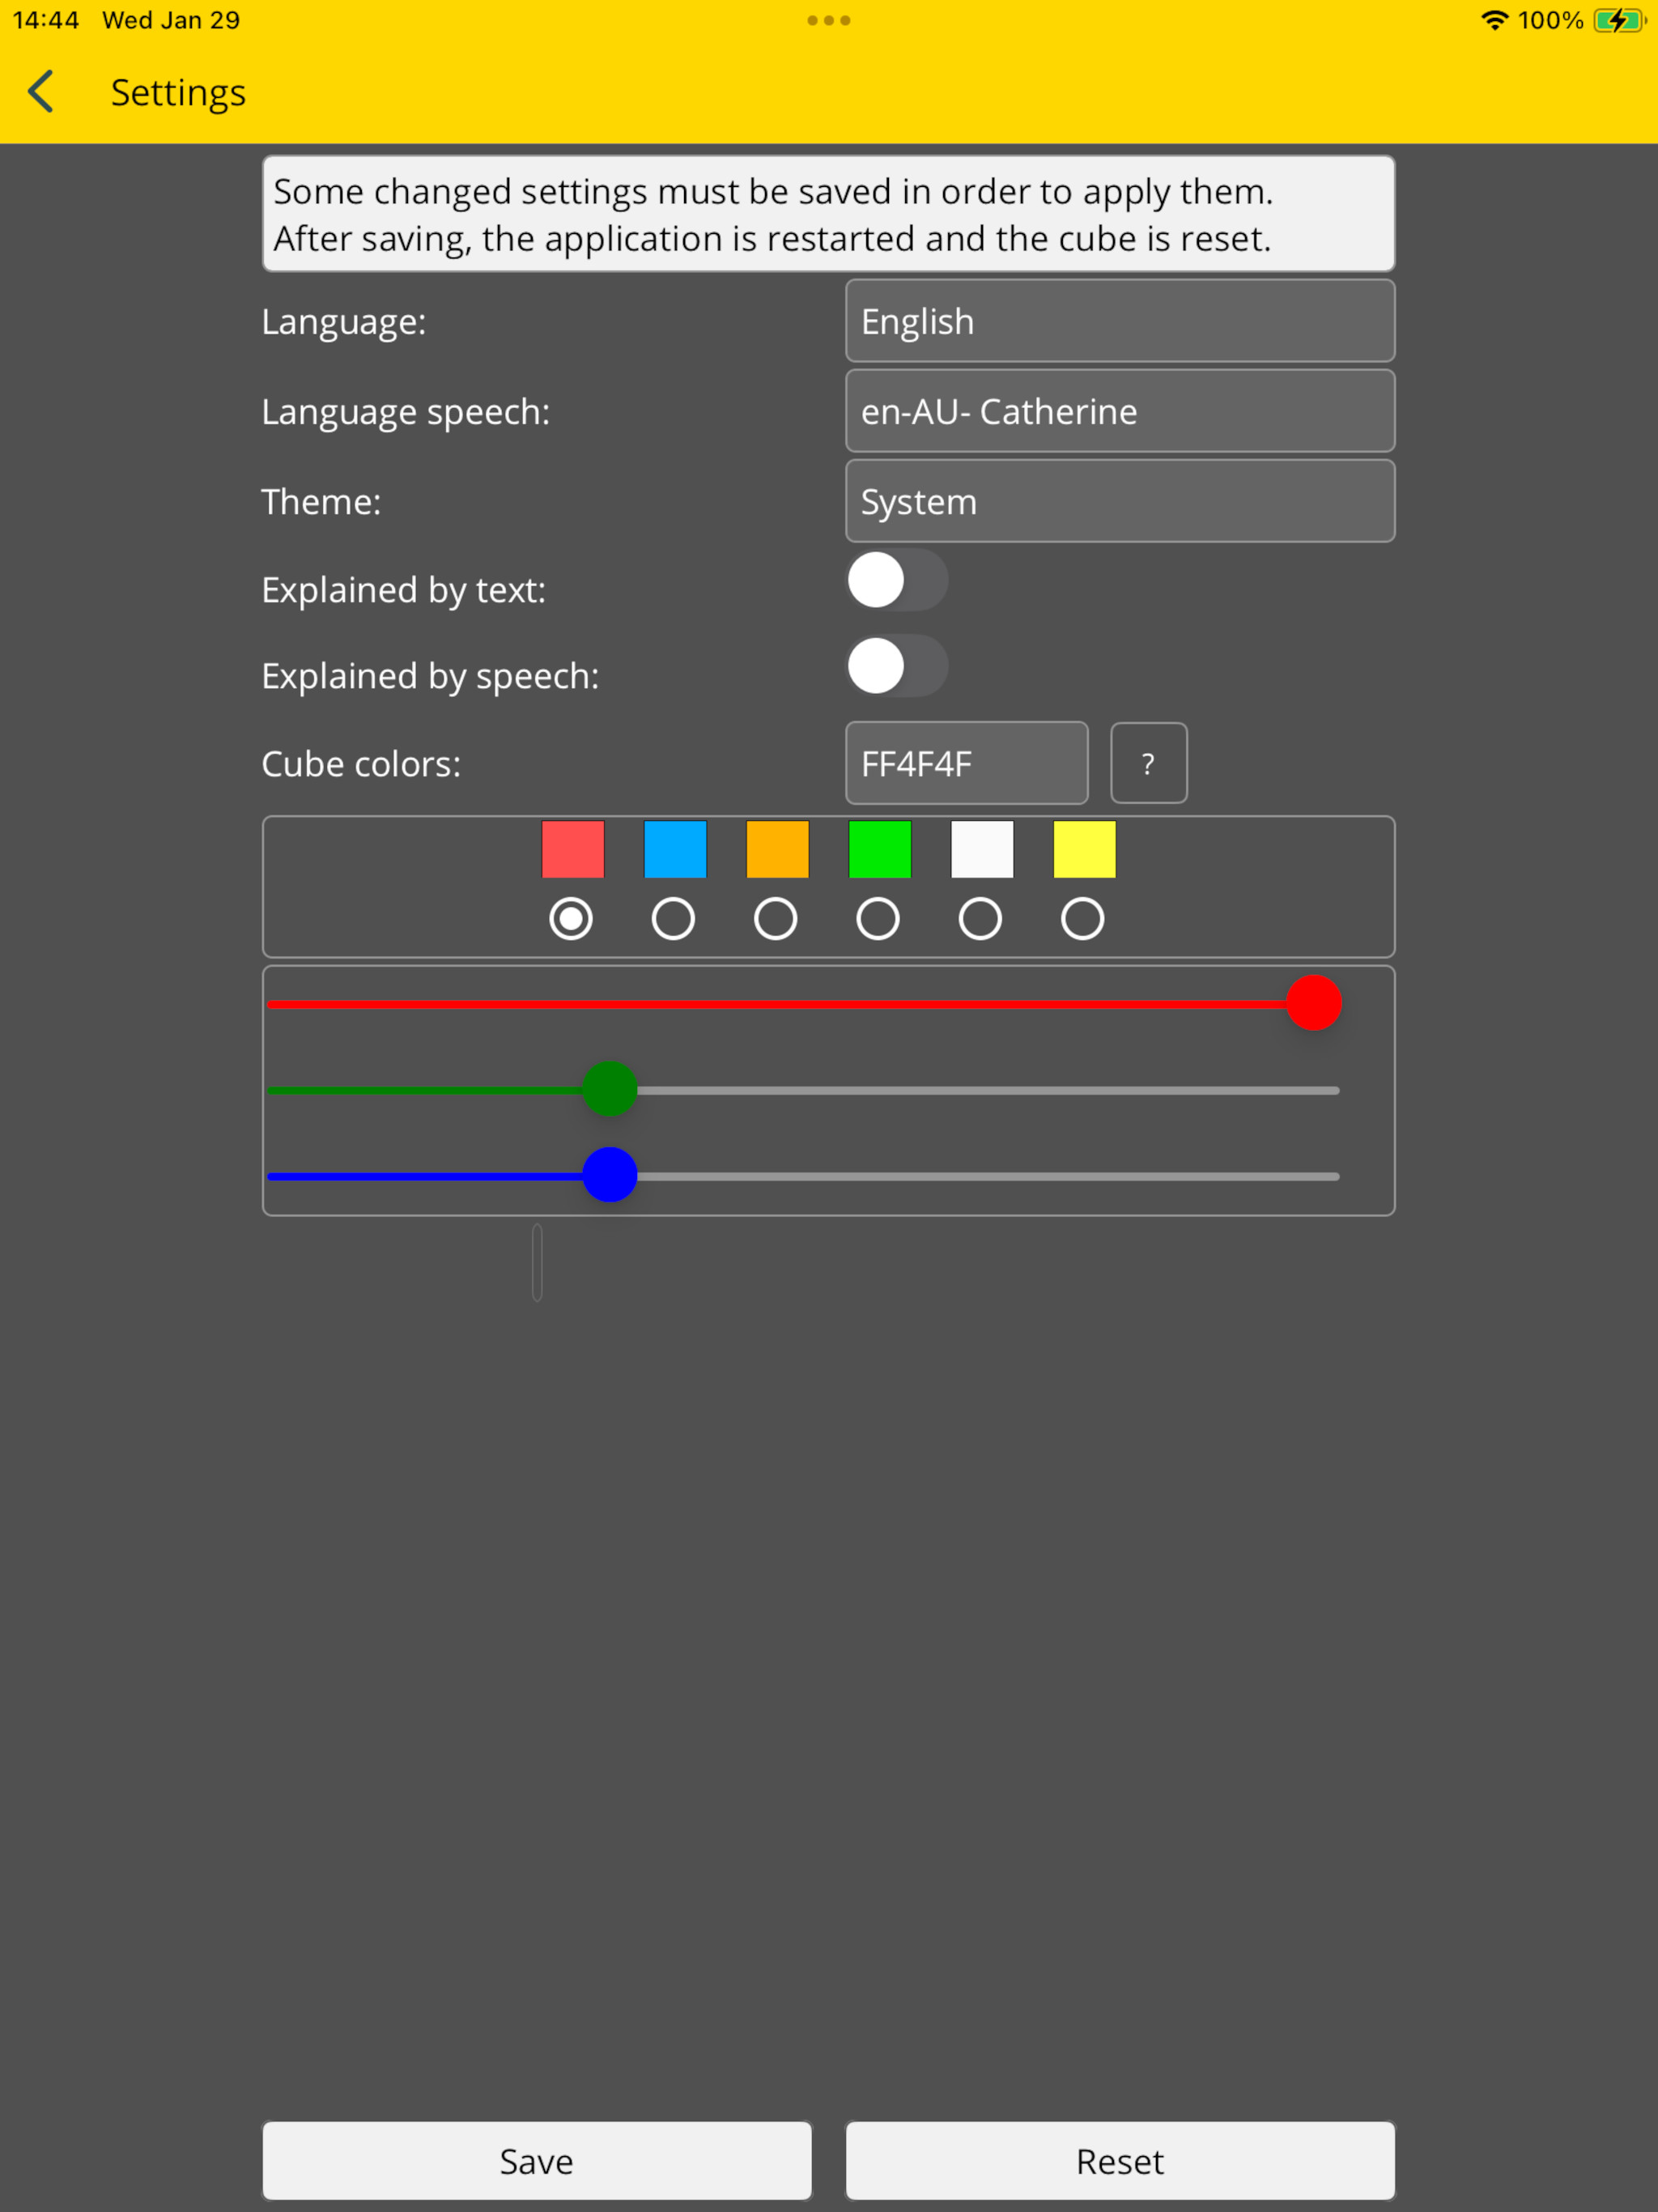 14:44 Wed Jan 29
100%
Settings
Some changed settings must be saved in order to apply them.
After saving, the application is restarted and the cube is reset.
Language:
English
Language speech:
en-AU- Catherine
Theme:
System
Explained by text:
Explained by speech:
Cube colors:
FF4F4F
?
Save
Reset